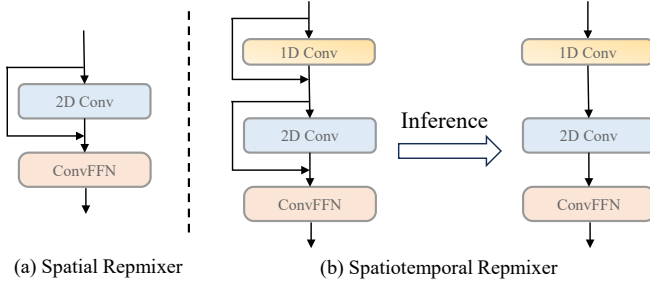 2D Conv
ConvFFN
(a) Spatial Repmixer
1D Conv
2D Conv
ConvFFN
Inference
1D Conv
2D Conv
ConvFFN
(b) Spatiotemporal Repmixer